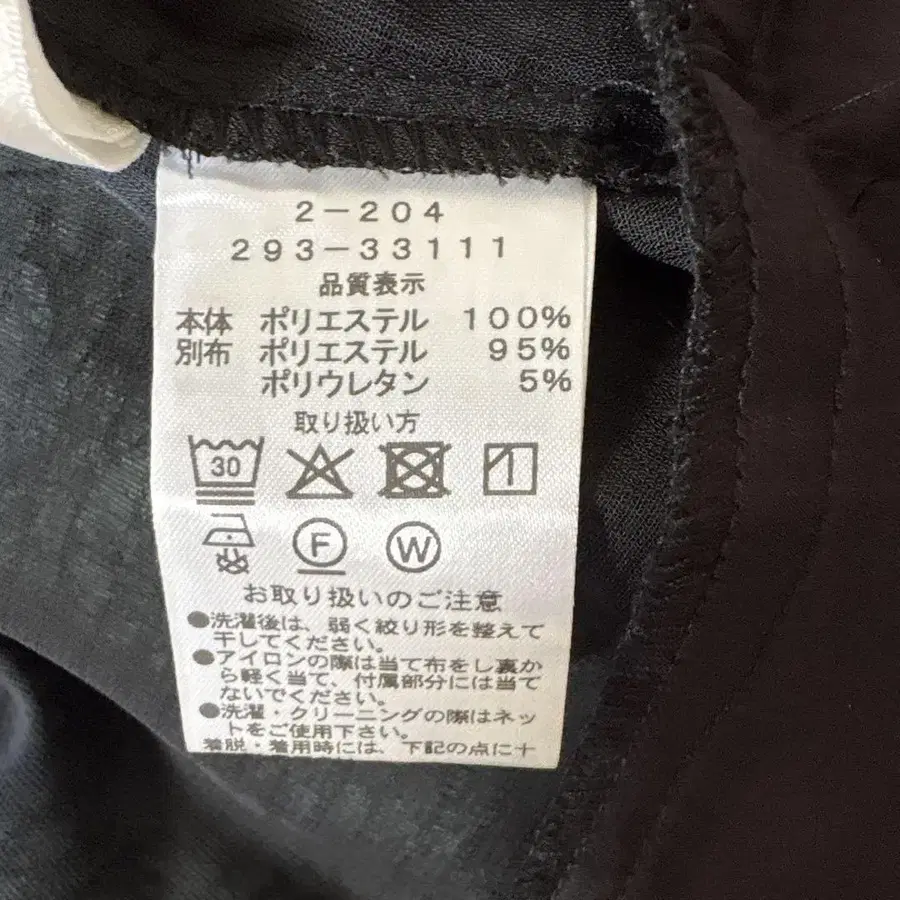 2-204
293-33111
品質表示
本体 ポリエステル 100%
別布 ポリエステル 95%
ポリウレタン 5%
取り扱い方
30
F W
お取り扱いのご注意
●洗濯後は、弱く絞り形を整えて
干してください。
●アイロンの際は当て布をし裏か
ら軽く当て、付属部分には当て
ないでください。
●洗濯・クリーニングの際はネッ
トをご使用下さい。
着脱・着用時には、下記の点に十